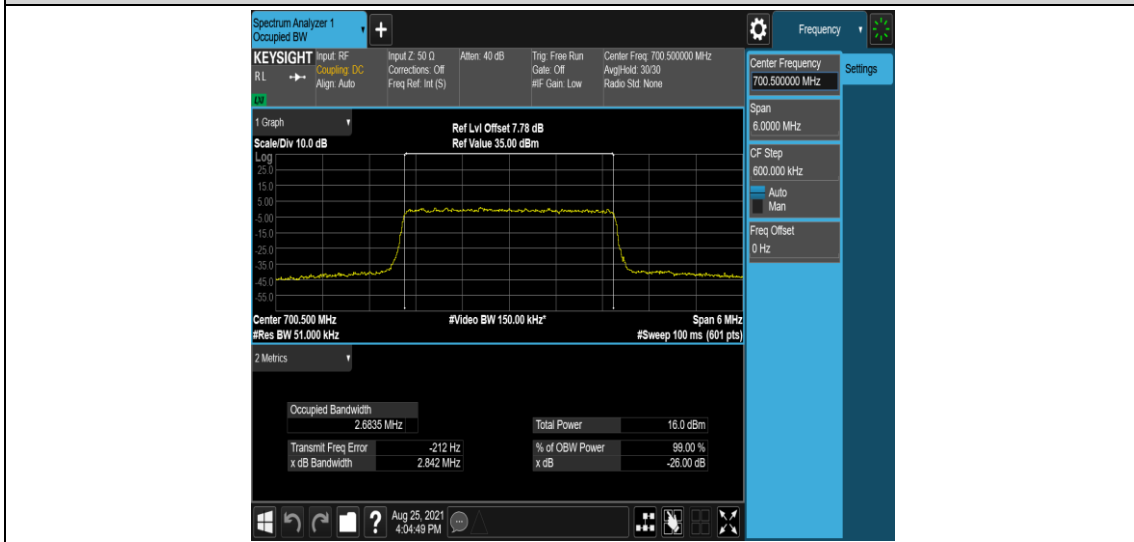 Spectrum Analyzer 1
Occupied BW
+
Frequency
KEYSIGHT
RL
LXI
Input: RF
Coupling: DC
Align: Auto
Input Z: 50 Ω
Corrections: Off
Freq Ref: Int (S)
Atten: 40 dB
Trig: Free Run
Gate: Off
#IF Gain: Low
Center Freq: 700.500000 MHz
Avg|Hold: 30/30
Radio Std: None
Center Frequency
700.500000 MHz
Settings
Span
6.0000 MHz
CF Step
600.000 kHz
Auto
Man
Freq Offset
0 Hz
1 Graph
Scale/Div 10.0 dB
Ref Lvl Offset 7.78 dB
Ref Value 35.00 dBm
Log
25.0
15.0
5.00
-5.00
-15.0
-25.0
-35.0
-45.0
-55.0
Center 700.500 MHz
#Video BW 150.00 kHz*
Span 6 MHz
#Res BW 51.000 kHz
#Sweep 100 ms (601 pts)
2 Metrics
Occupied Bandwidth
2.6835 MHz
Total Power 16.0 dBm
Transmit Freq Error -212 Hz
% of OBW Power 99.00 %
x dB Bandwidth 2.842 MHz
x dB -26.00 dB
?
Aug 25, 2021
4:04:49 PM